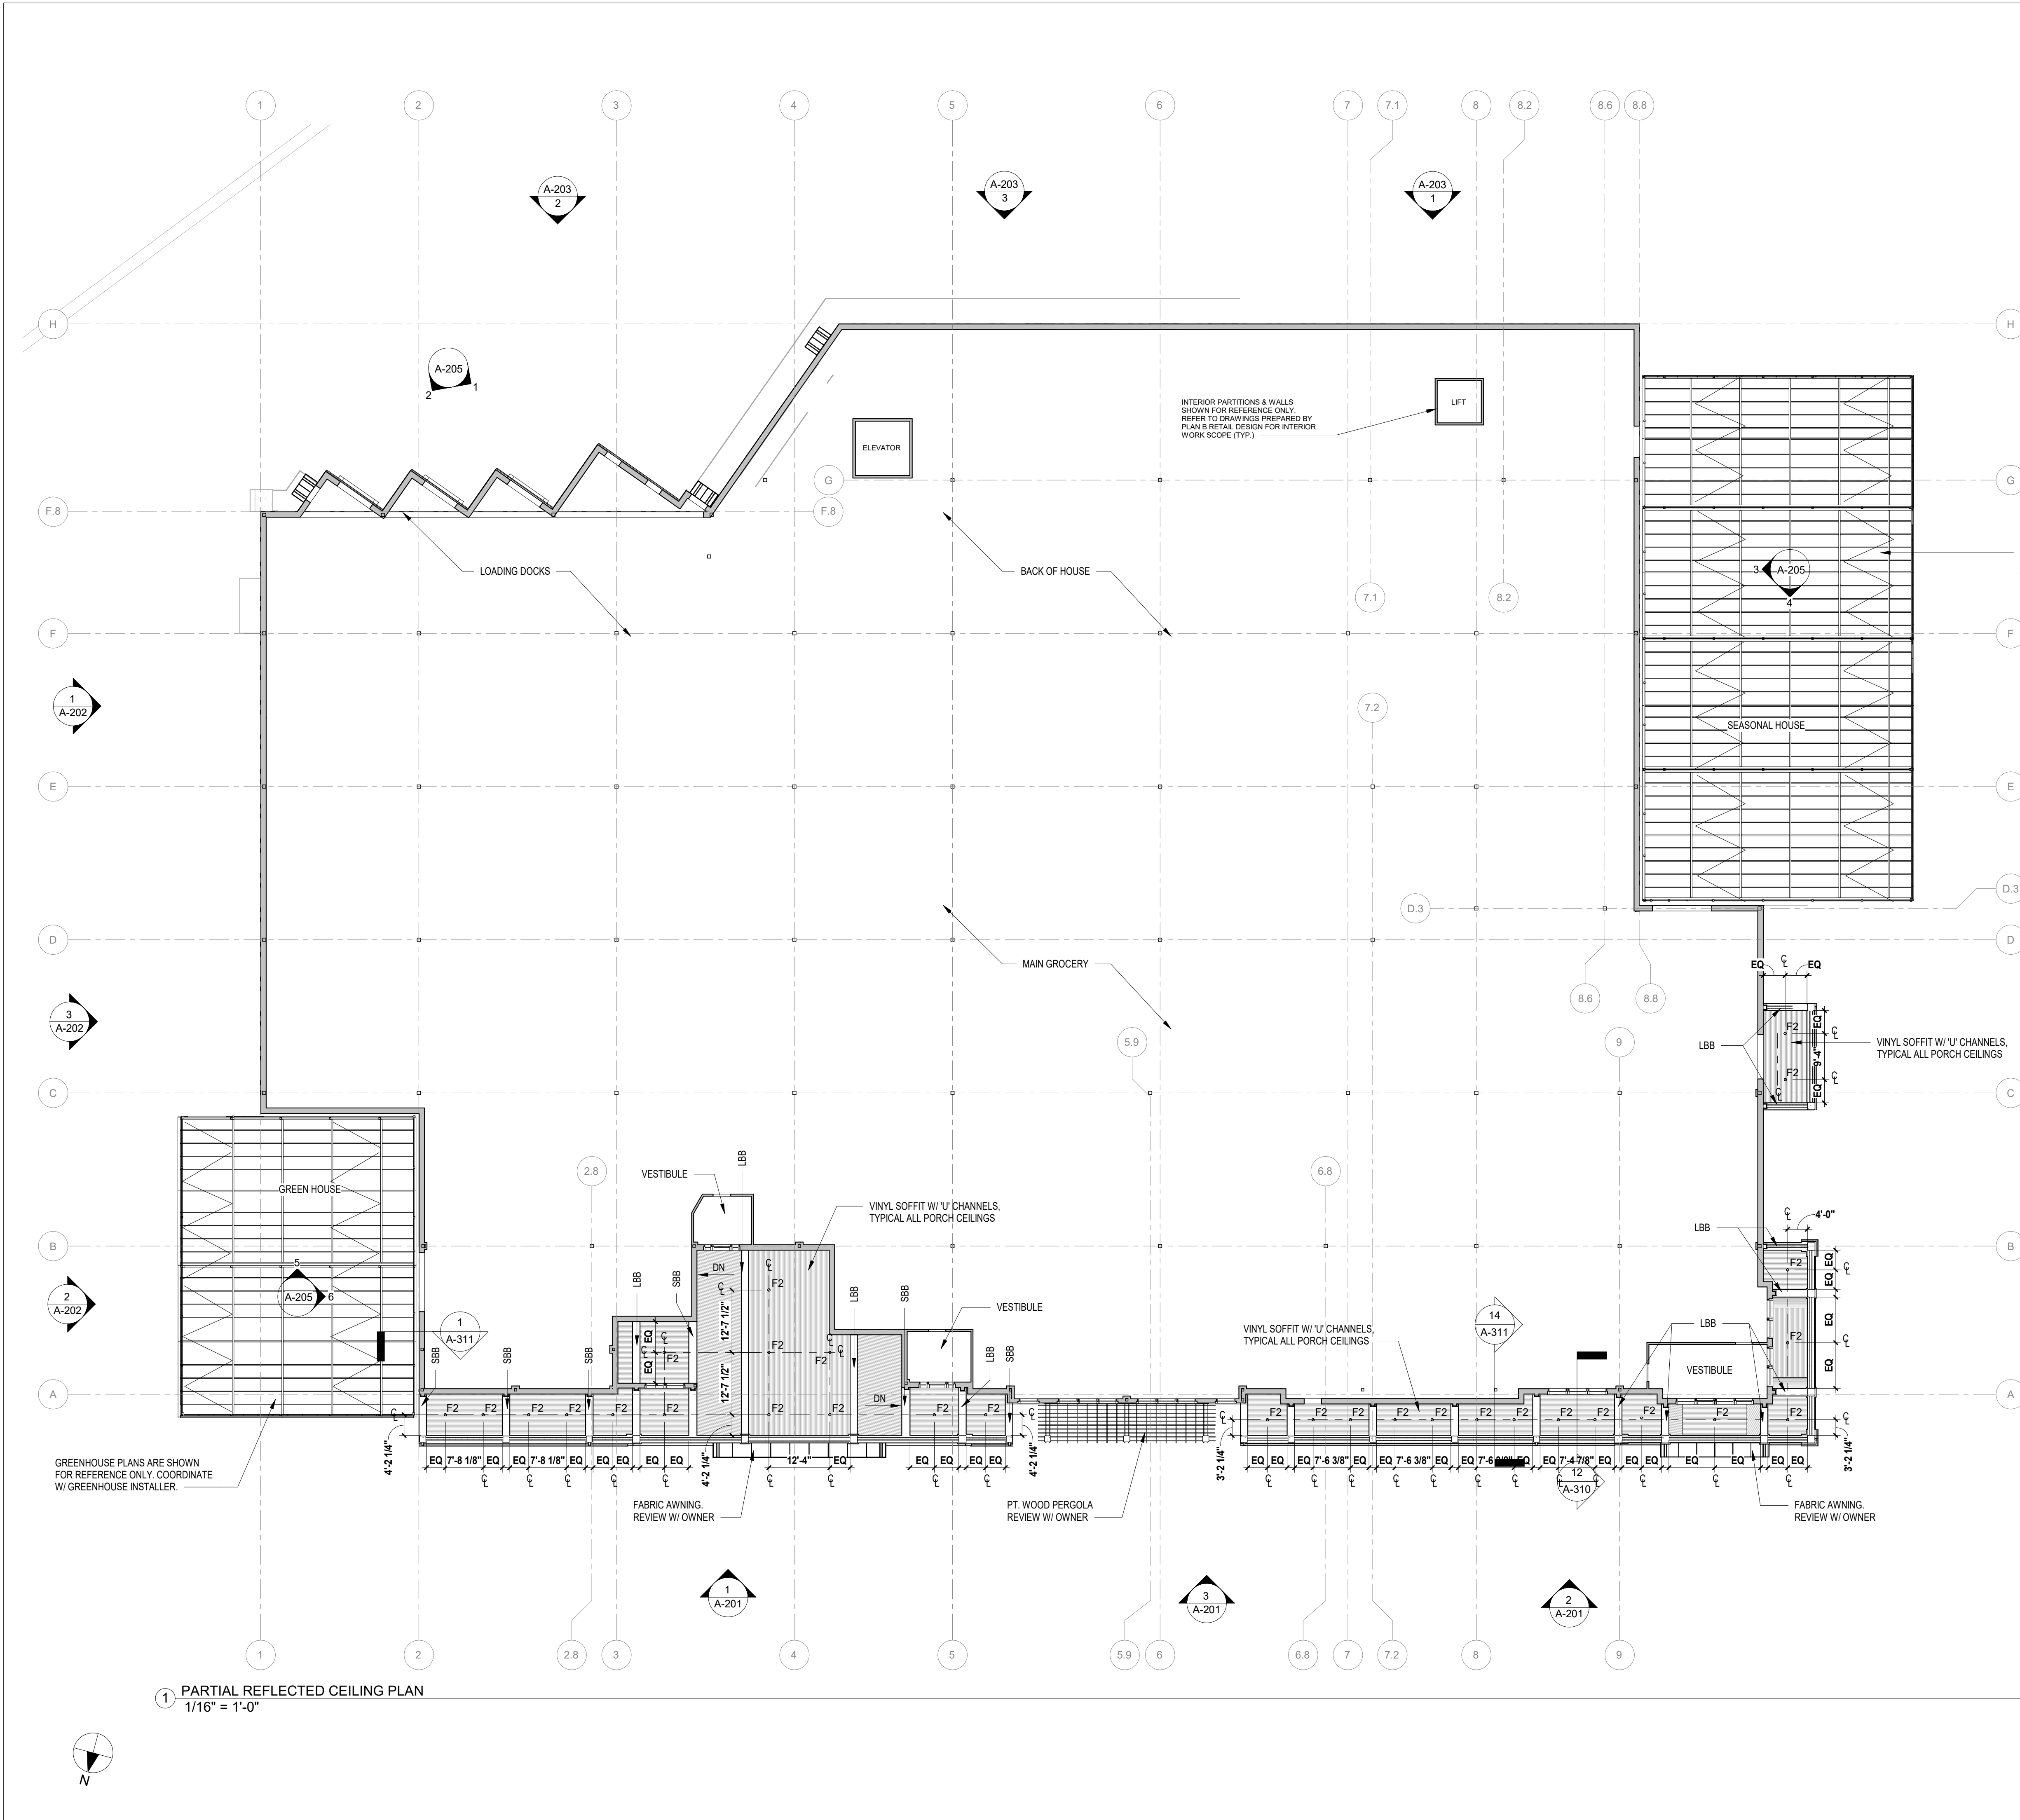 1
2
3
4
5
6
7
7.1
8
8.2
8.6
8.8
A-203
2
A-203
3
A-203
1
H
H
A-205
1
2
INTERIOR PARTITIONS & WALLS
SHOWN FOR REFERENCE ONLY.
REFER TO DRAWINGS PREPARED BY
PLAN B RETAIL DESIGN FOR INTERIOR
WORK SCOPE (TYP.)
LIFT
ELEVATOR
G
G
F.8
F.8
LOADING DOCKS
BACK OF HOUSE
3
A-205
4
7.1
8.2
F
F
1
A-202
7.2
SEASONAL HOUSE
E
E
D.3
D.3
D
D
MAIN GROCERY
EQ
℄
EQ
8.6
8.8
3
A-202
5.9
9
LBB
F2
EQ
℄
9'-4"
F2
℄
℄
EQ
VINYL SOFFIT W/ 'U' CHANNELS,
TYPICAL ALL PORCH CEILINGS
C
C
GREEN HOUSE
2.8
6.8
VESTIBULE
LBB
VINYL SOFFIT W/ 'U' CHANNELS,
TYPICAL ALL PORCH CEILINGS
℄
4'-0"
LBB
B
B
5
A-205
6
2
A-202
1
A-311
LBB
SBB
DN
℄
F2
℄
12'-7 1/2"
LBB
SBB
VESTIBULE
F2
EQ
EQ
℄
14
A-311
VINYL SOFFIT W/ 'U' CHANNELS,
TYPICAL ALL PORCH CEILINGS
LBB
EQ
F2
℄
EQ
VESTIBULE
SBB
SBB
SBB
EQ
EQ
℄
℄
F2
F2
F2
℄
℄
12'-7 1/2"
DN
LBB
SBB
A
A
℄
F2
F2
F2
F2
F2
F2
F2
F2
F2
F2
℄
℄
F2
F2
F2
F2
F2
F2
F2
F2
F2
F2
F2
F2
℄
4'-2 1/4"
EQ
7'-8 1/8"
EQ
7'-8 1/8"
EQ
EQ
EQ
EQ
4'-2 1/4"
12'-4"
EQ
EQ
EQ
4'-2 1/4"
3'-2 1/4"
EQ
EQ
EQ
7'-6 3/8"
EQ
7'-6 3/8"
EQ
EQ
7'-4 7/8"
EQ
EQ
EQ
EQ
EQ
EQ
EQ
3'-2 1/4"
12
A-310
GREENHOUSE PLANS ARE SHOWN
FOR REFERENCE ONLY. COORDINATE
W/ GREENHOUSE INSTALLER.
FABRIC AWNING.
REVIEW W/ OWNER
PT. WOOD PERGOLA
REVIEW W/ OWNER
FABRIC AWNING.
REVIEW W/ OWNER
1
A-201
3
A-201
2
A-201
1
2
2.8
3
4
5
5.9
6
6.8
7
7.2
8
9
1
PARTIAL REFLECTED CEILING PLAN
1/16" = 1'-0"
N